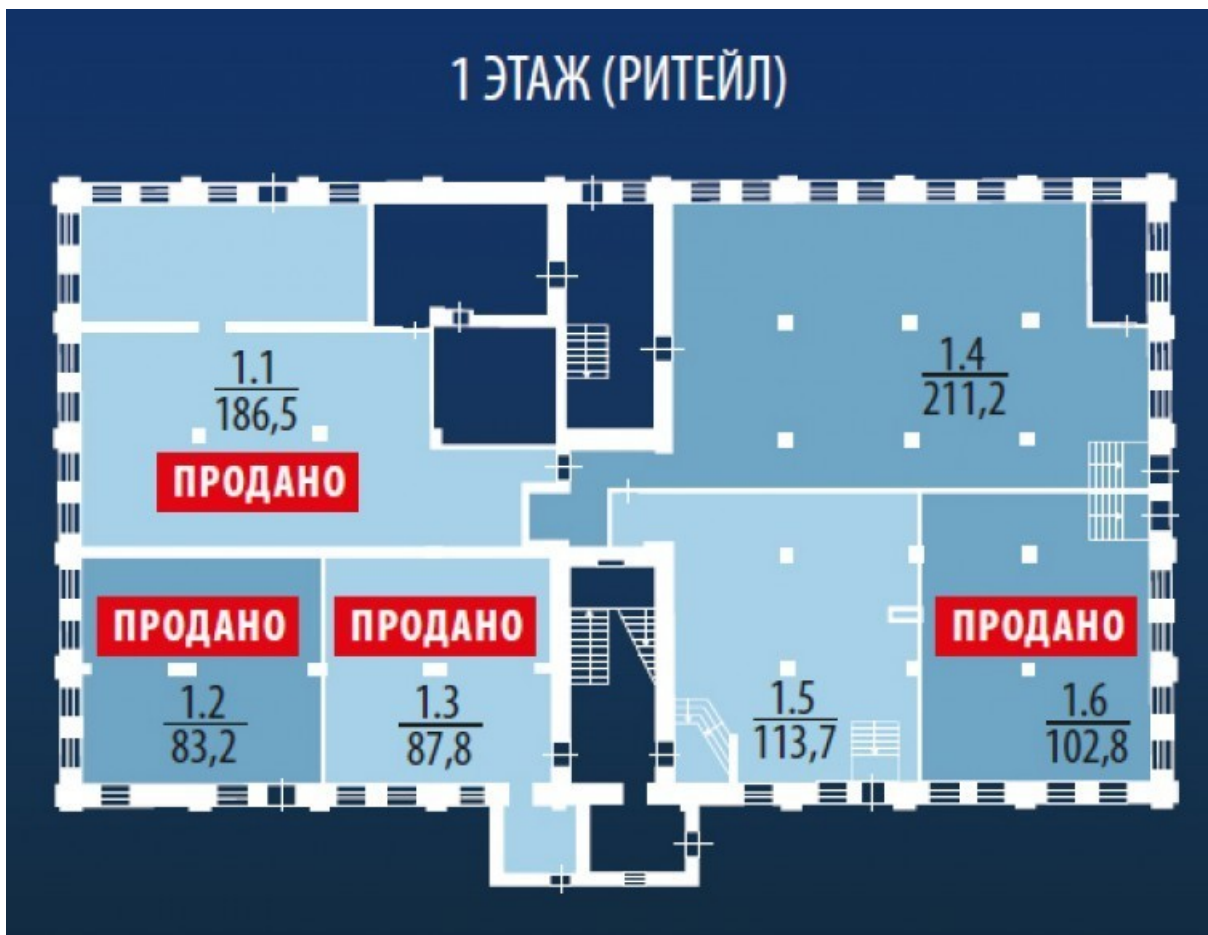 1 ЭТАЖ (РИТЕЙЛ)
1.1
186,5
ПРОДАНО
1.4
211,2
ПРОДАНО
1.2
83,2
ПРОДАНО
1.3
87,8
1.5
113,7
ПРОДАНО
1.6
102,8